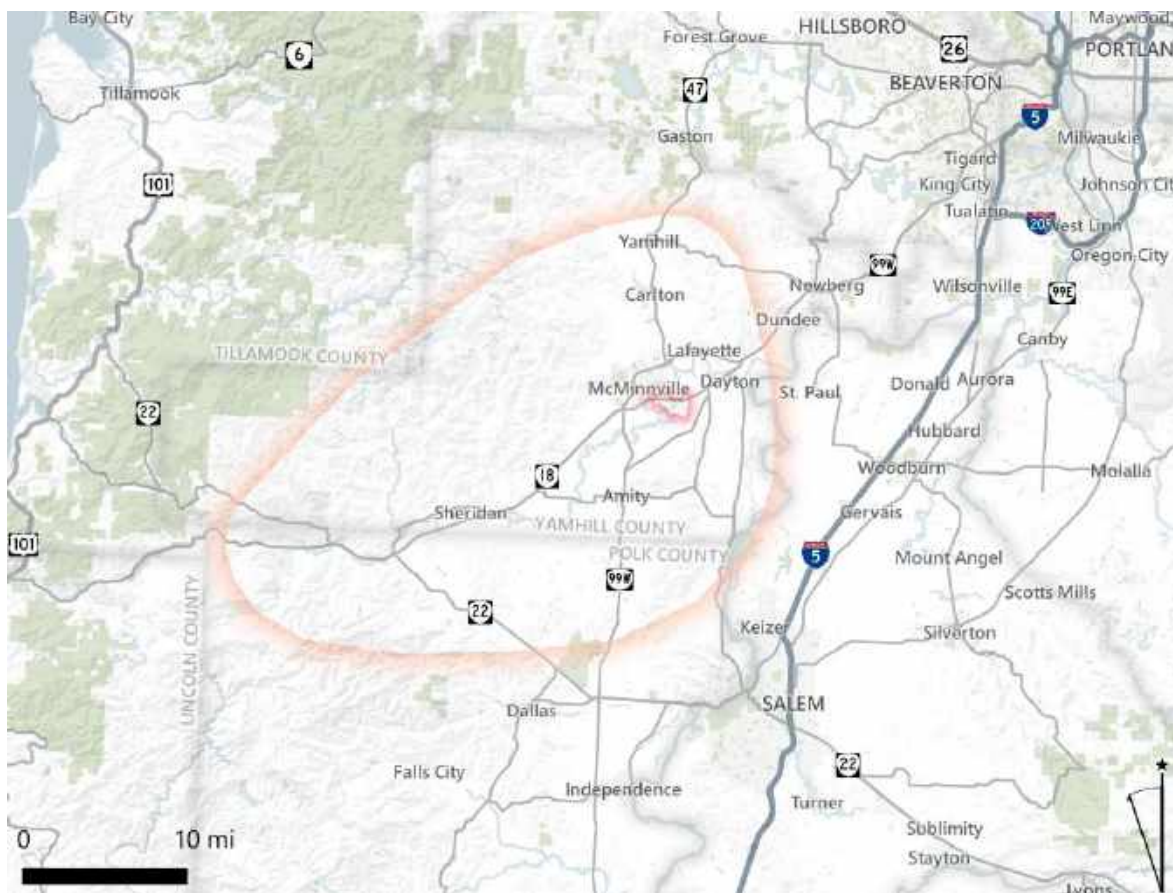 Bay City
HILLSBORO
Maywood
Forest Grove
26
PORTLAN
6
Tillamook
BEAVERTON
47
5
Gaston
Milwaukie
Tigard
101
King City
Johnson Cit
Tualatin
205
West Linn
Yamhill
Oregon City
99W
Carlton
Newberg
Wilsonville
99E
Dundee
Canby
Lafayette
TILLAMOOK COUNTY
McMinnville
Dayton
St. Paul
Donald
Aurora
22
Hubbard
18
Woodburn
Molalla
Amity
Sheridan
Gervais
YAMHILL COUNTY
101
POLK COUNTY
5
Mount Angel
99W
Scotts Mills
22
Keizer
Silverton
LINCOLN COUNTY
Dallas
SALEM
Falls City
22
Independence
Turner
0 10 mi
Sublimity
Stayton
Lyons